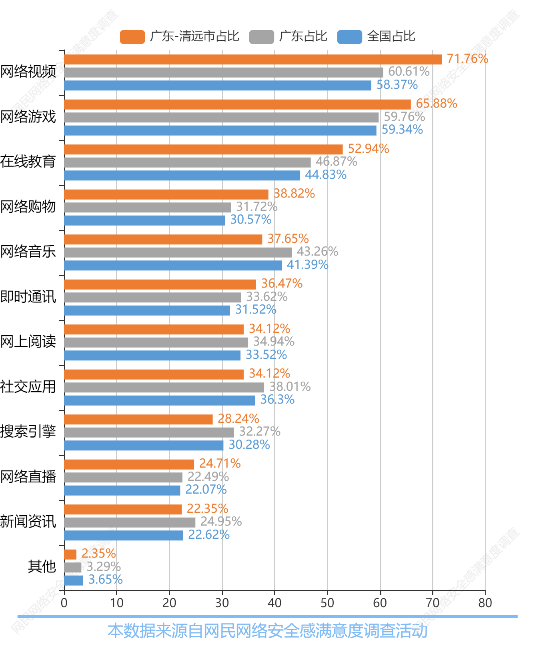 广东-清远市占比 广东占比 全国占比
网络视频 71.76%
60.61%
58.37%
网络游戏 65.88%
59.76%
59.34%
在线教育 52.94%
46.87%
44.83%
网络购物 38.82%
31.72%
30.57%
网络音乐 37.65%
43.26%
41.39%
即时通讯 36.47%
33.62%
31.52%
网上阅读 34.12%
34.94%
33.52%
社交应用 34.12%
38.01%
36.3%
搜索引擎 28.24%
32.27%
30.28%
网络直播 24.71%
22.49%
22.07%
新闻资讯 22.35%
24.95%
22.62%
其他 2.35%
3.29%
3.65%
0 10 20 30 40 50 60 70 80
本数据来源自网民网络安全感满意度调查活动